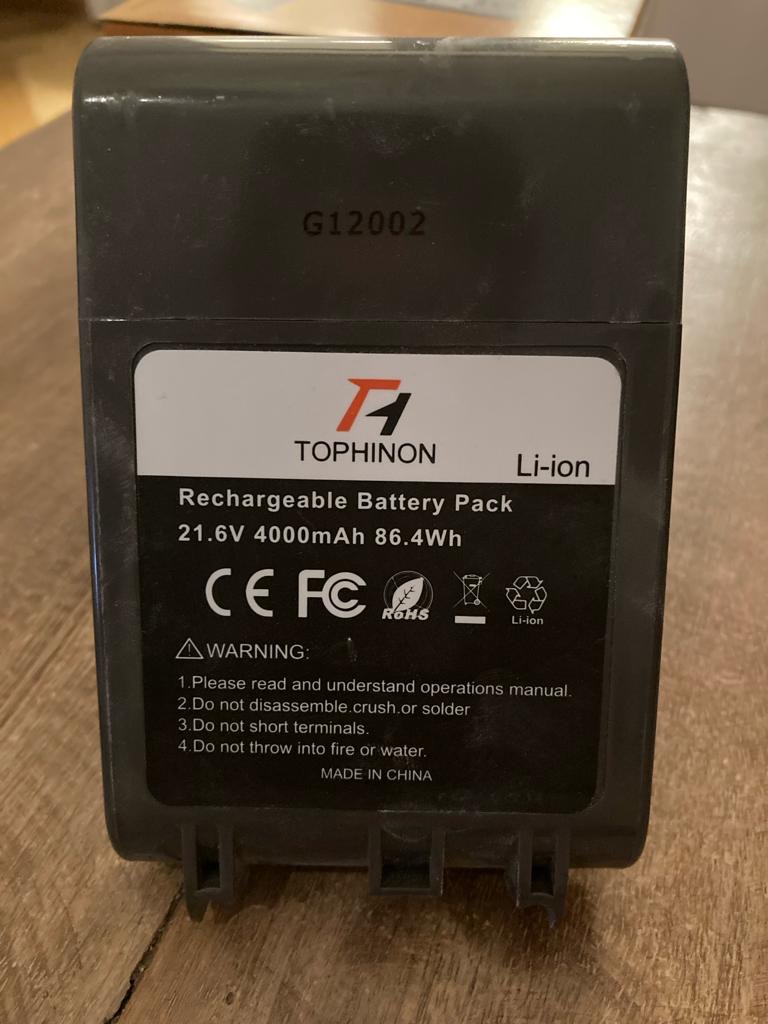 G12002
TOPHINON
Li-ion
Rechargeable Battery Pack
21.6V 4000mAh 86.4Wh
CE FC RoHS Li-ion
WARNING:
1.Please read and understand operations manual.
2.Do not disassemble.crush.or solder
3.Do not short terminals.
4.Do not throw into fire or water.
MADE IN CHINA